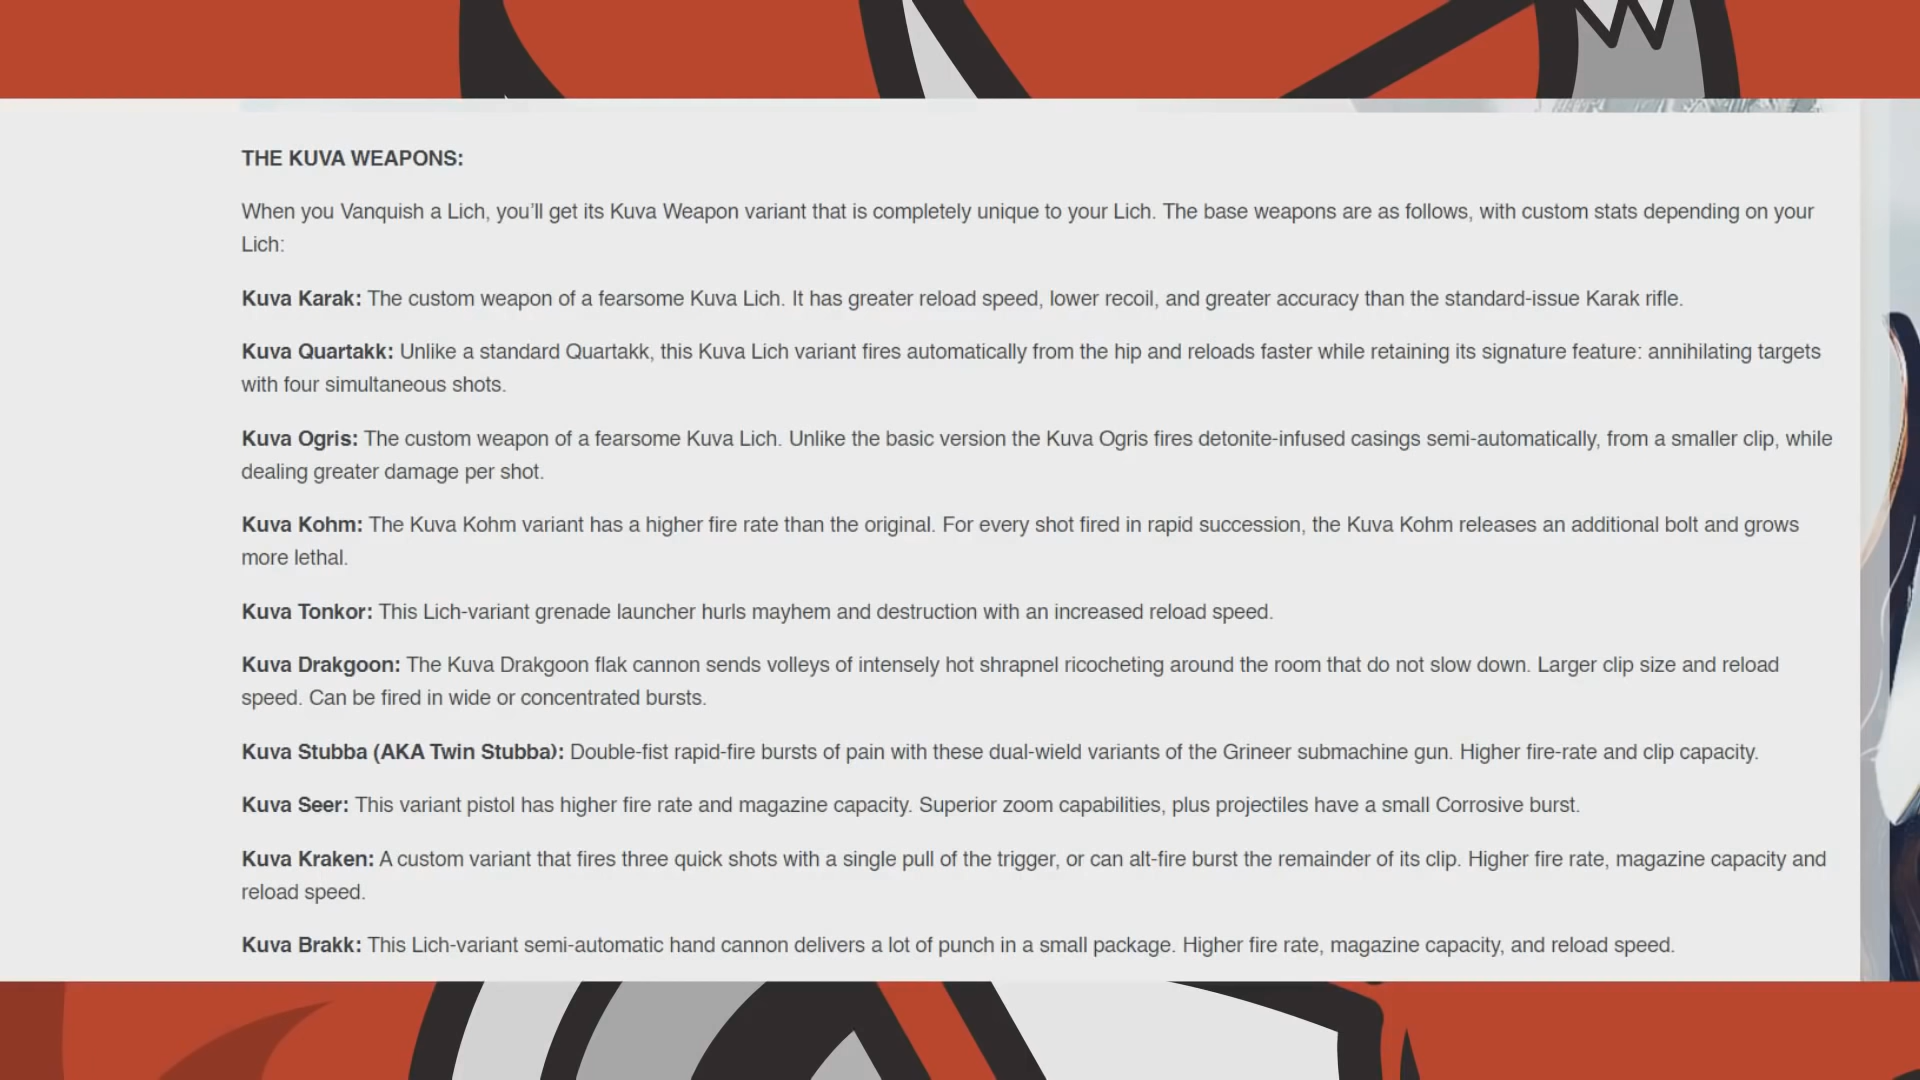 THE KUVA WEAPONS:
When you Vanquish a Lich, you'll get its Kuva Weapon variant that is completely unique to your Lich. The base weapons are as follows, with custom stats depending on your
Lich:
Kuva Karak: The custom weapon of a fearsome Kuva Lich. It has greater reload speed, lower recoil, and greater accuracy than the standard-issue Karak rifle.
Kuva Quartakk: Unlike a standard Quartakk, this Kuva Lich variant fires automatically from the hip and reloads faster while retaining its signature feature: annihilating targets
with four simultaneous shots.
Kuva Ogris: The custom weapon of a fearsome Kuva Lich. Unlike the basic version the Kuva Ogris fires detonite-infused casings semi-automatically, from a smaller clip, while
dealing greater damage per shot.
Kuva Kohm: The Kuva Kohm variant has a higher fire rate than the original. For every shot fired in rapid succession, the Kuva Kohm releases an additional bolt and grows
more lethal.
Kuva Tonkor: This Lich-variant grenade launcher hurls mayhem and destruction with an increased reload speed.
Kuva Drakgoon: The Kuva Drakgoon flak cannon sends volleys of intensely hot shrapnel ricocheting around the room that do not slow down. Larger clip size and reload
speed. Can be fired in wide or concentrated bursts.
Kuva Stubba (AKA Twin Stubba): Double-fist rapid-fire bursts of pain with these dual-wield variants of the Grineer submachine gun. Higher fire-rate and clip capacity.
Kuva Seer: This variant pistol has higher fire rate and magazine capacity. Superior zoom capabilities, plus projectiles have a small Corrosive burst.
Kuva Kraken: A custom variant that fires three quick shots with a single pull of the trigger, or can alt-fire burst the remainder of its clip. Higher fire rate, magazine capacity and
reload speed.
Kuva Brakk: This Lich-variant semi-automatic hand cannon delivers a lot of punch in a small package. Higher fire rate, magazine capacity, and reload speed.